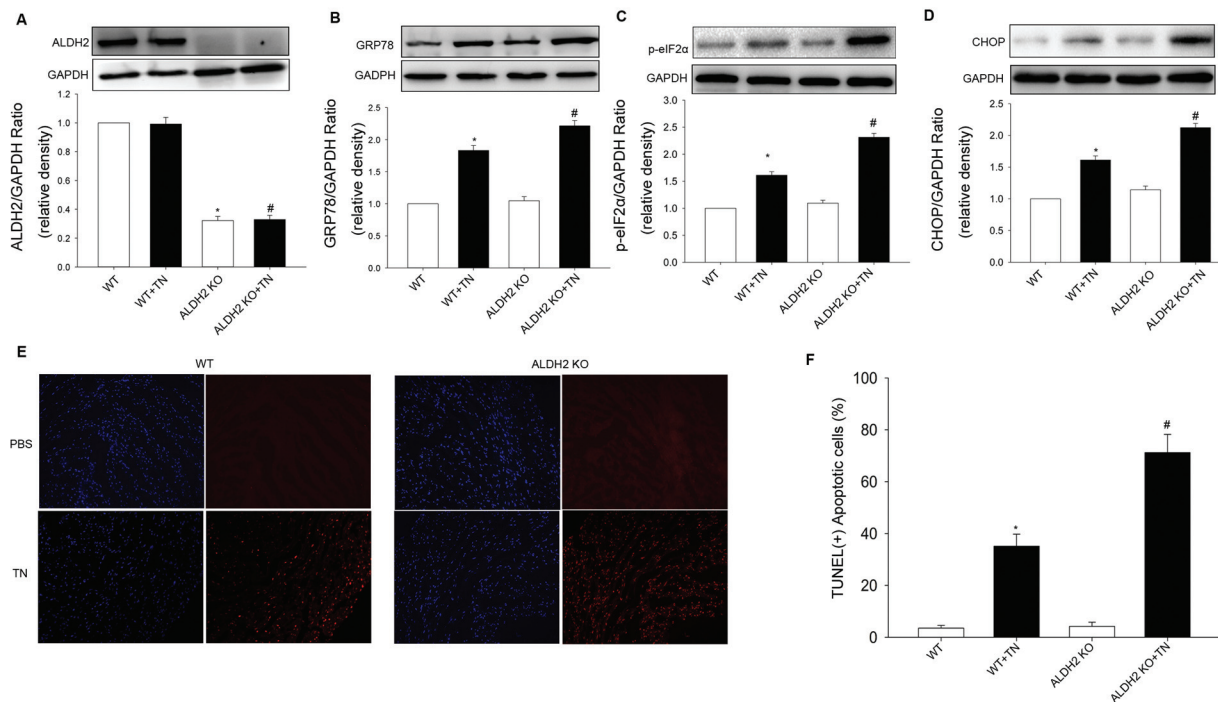 A
ALDH2
GAPDH
ALDH2/GAPDH Ratio
(relative density)
1.2
1.0
0.8
0.6
0.4
0.2
0.0
*
#
WT
WT+TN
ALDH2 KO
ALDH2 KO+TN
B
GRP78
GADPH
GRP78/GAPDH Ratio
(relative density)
2.5
2.0
1.5
1.0
0.5
0.0
*
#
WT
WT+TN
ALDH2 KO
ALDH2 KO+TN
C
p-eIF2α
GAPDH
p-eIF2α/GAPDH Ratio
(relative density)
3.0
2.5
2.0
1.5
1.0
0.5
0.0
*
#
WT
WT+TN
ALDH2 KO
ALDH2 KO+TN
D
CHOP
GAPDH
CHOP/GAPDH Ratio
(relative density)
2.5
2.0
1.5
1.0
0.5
0.0
*
#
WT
WT+TN
ALDH2 KO
ALDH2 KO+TN
E
WT
ALDH2 KO
PBS
TN
F
TUNEL(+) Apoptotic cells (%)
100
80
60
40
20
0
*
#
WT
WT+TN
ALDH2 KO
ALDH2 KO+TN